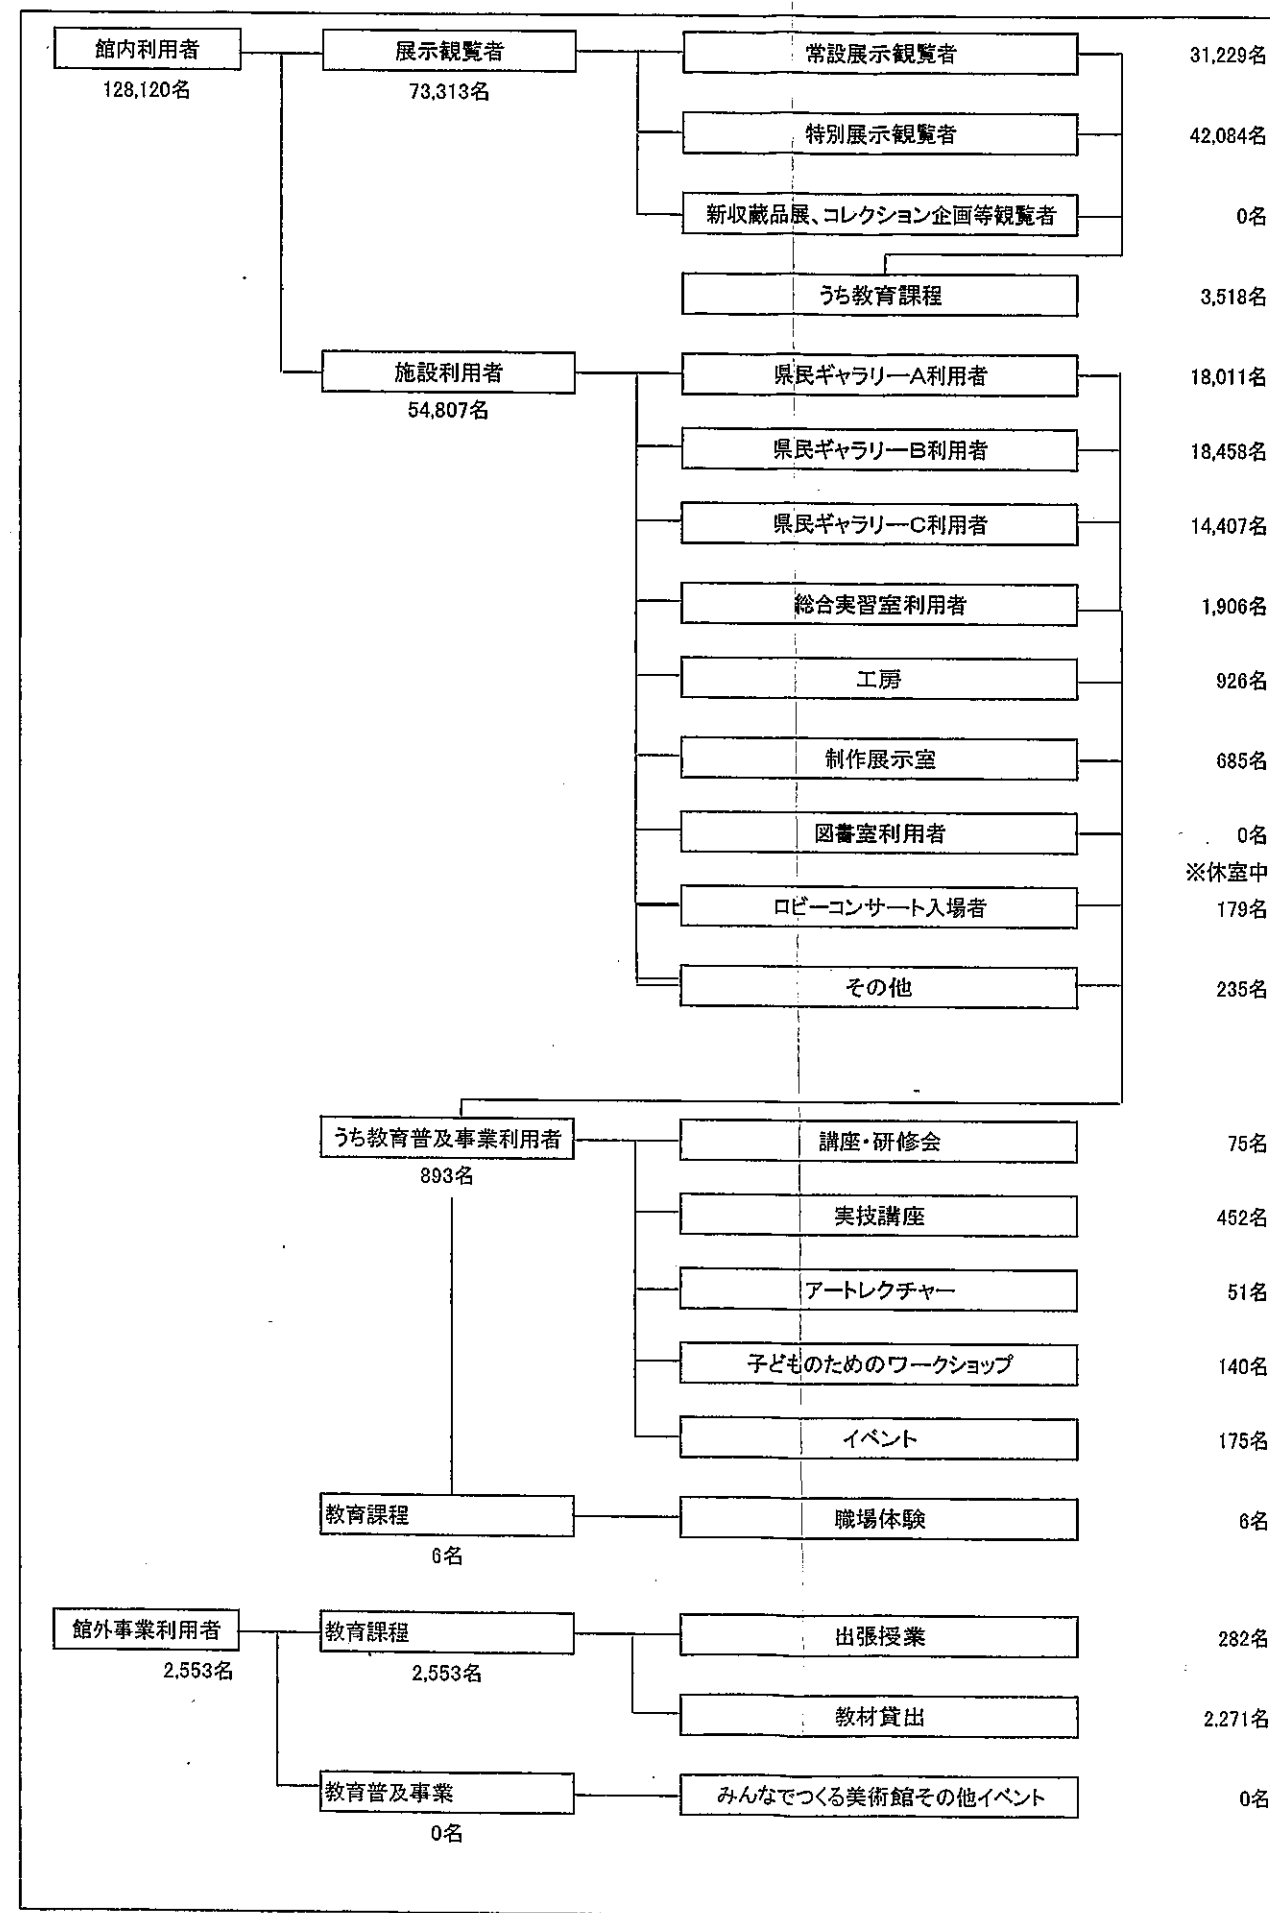 館内利用者 展示観覧者 常設展示観覧者 31,229名
128,120名 73,313名
特別展示観覧者 42,084名
新収蔵品展、コレクション企画等観覧者 0名
うち教育課程 3,518名
施設利用者 県民ギャラリーA利用者 18,011名
54,807名
県民ギャラリーB利用者 18,458名
県民ギャラリーC利用者 14,407名
総合実習室利用者 1,906名
工房 926名
制作展示室 685名
図書室利用者 0名
※休室中
ロビーコンサート入場者 179名
その他 235名
うち教育普及事業利用者 講座・研修会 75名
893名
実技講座 452名
アートレクチャー 51名
子どものためのワークショップ 140名
イベント 175名
教育課程 職場体験 6名
6名
館外事業利用者 教育課程 出張授業 282名
2,553名 2,553名
教材貸出 2,271名
教育普及事業 みんなでつくる美術館その他イベント 0名
0名